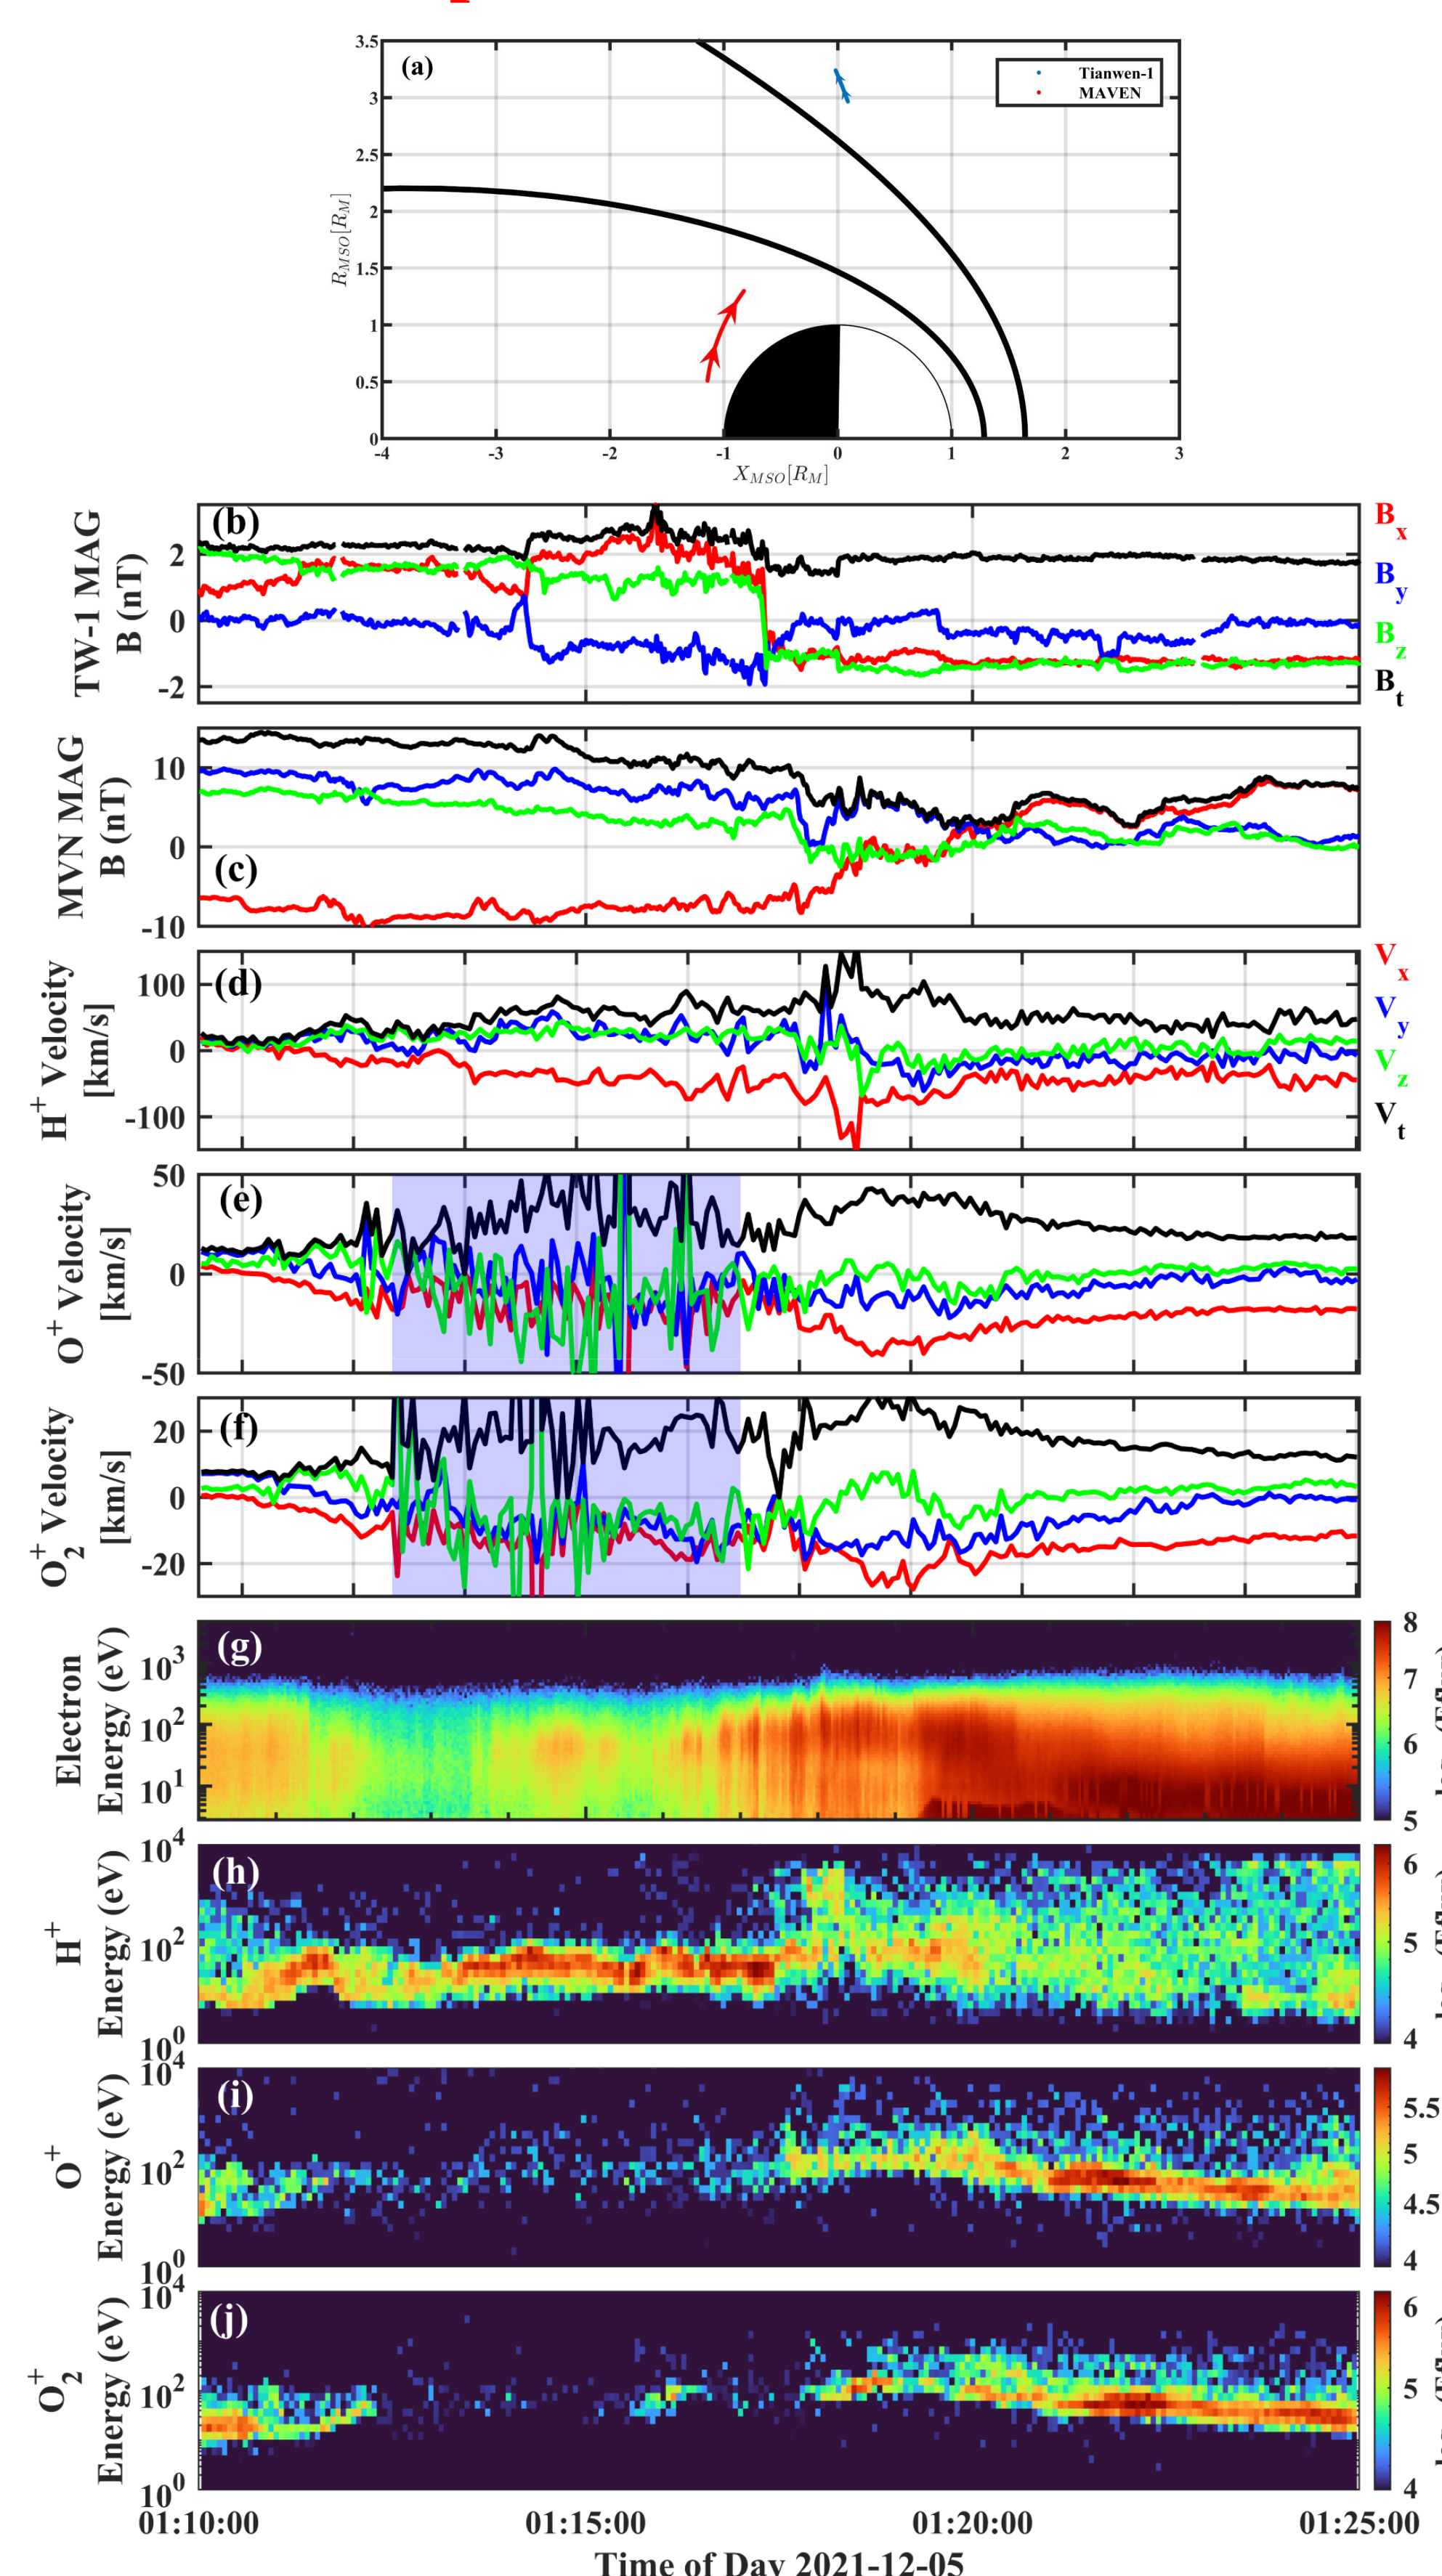 (a)
Tianwen-1
MAVEN
3.5
3
2.5
2
1.5
1
0.5
0
R_MSO[R_M]
-4 -3 -2 -1 0 1 2 3
X_MSO[R_M]
(b)
TW-1 MAG
B (nT)
2
0
-2
B_x
B_y
B_z
B_t
MVN MAG
B (nT)
10
0
-10
(c)
(d)
H^+ Velocity
[km/s]
100
0
-100
V_x
V_y
V_z
V_t
(e)
O^+ Velocity
[km/s]
50
0
-50
(f)
O_2^+ Velocity
[km/s]
20
0
-20
(g)
Electron
Energy (eV)
10^3
10^2
10^1
8
7
6
5
(h)
H^+
Energy (eV)
10^4
10^2
10^0
6
5
4
(i)
O^+
Energy (eV)
10^4
10^2
10^0
5.5
5
4.5
4
(j)
O_2^+
Energy (eV)
10^4
10^2
10^0
6
5
4
01:10:00 01:15:00 01:20:00 01:25:00
Time of Day 2021-12-05